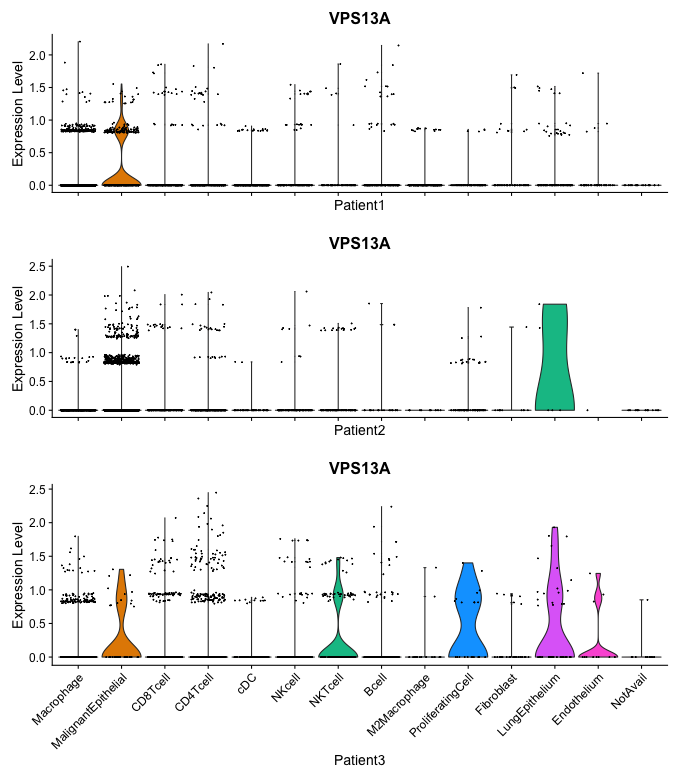 VPS13A
Expression Level
2.0
1.5
1.0
0.5
0.0
Patient1
VPS13A
Expression Level
2.5
2.0
1.5
1.0
0.5
0.0
Patient2
VPS13A
Expression Level
2.5
2.0
1.5
1.0
0.5
0.0
Macrophage
MalignantEpithelial
CD8Tcell
CD4Tcell
cDC
NKcell
NKTcell
Bcell
M2Macrophage
ProliferatingCell
Fibroblast
LungEpithelium
Endothelium
NotAvail
Patient3